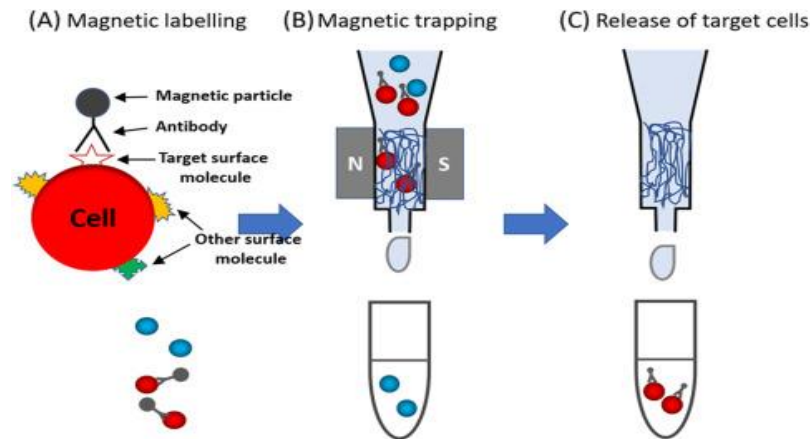 (A) Magnetic labelling
(B) Magnetic trapping
(C) Release of target cells
Magnetic particle
Antibody
Target surface
molecule
Cell
Other surface
molecule
N
S